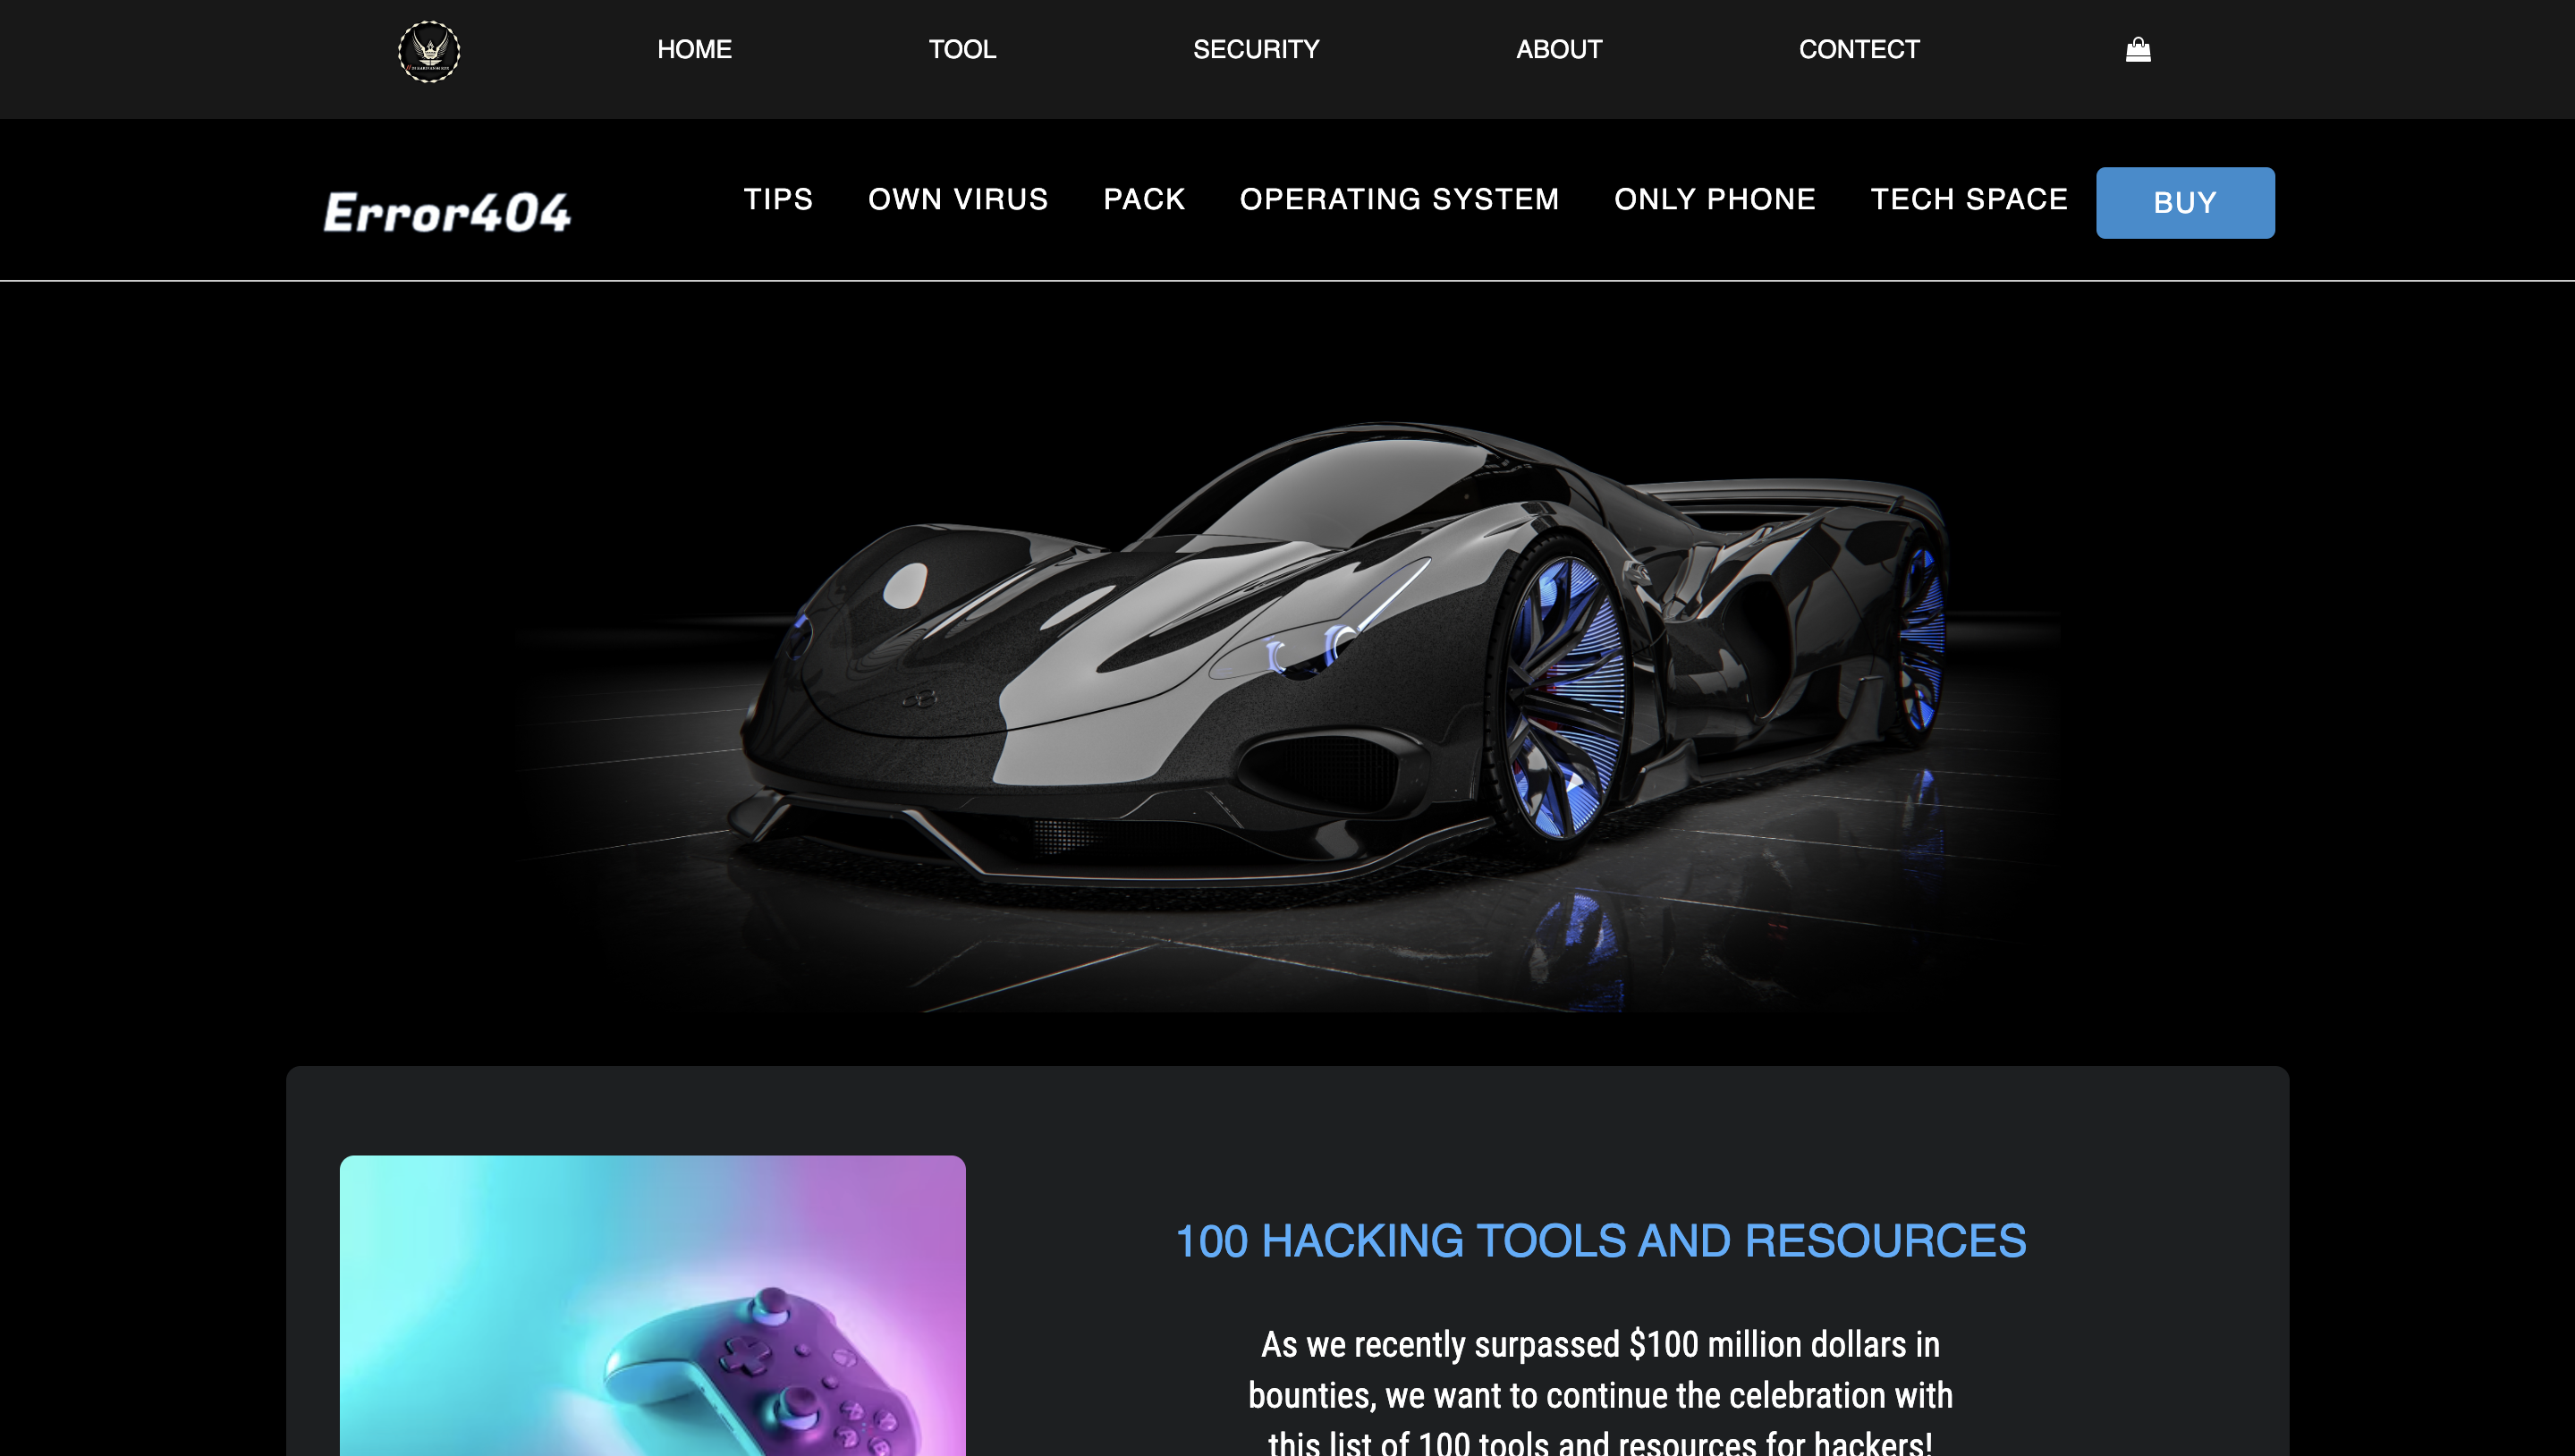 HOME TOOL SECURITY ABOUT CONTECT
Error404 TIPS OWN VIRUS PACK OPERATING SYSTEM ONLY PHONE TECH SPACE BUY
100 HACKING TOOLS AND RESOURCES
As we recently surpassed $100 million dollars in
bounties, we want to continue the celebration with
this list of 100 tools and resources for hackers!